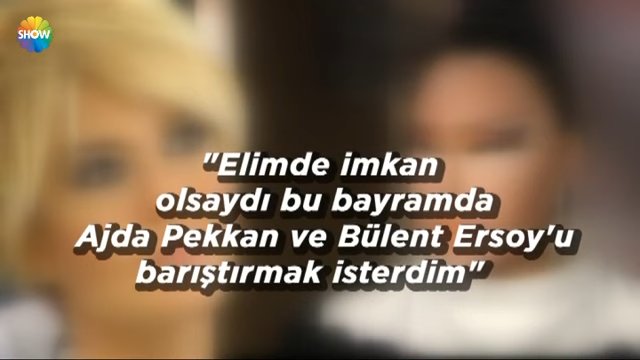 SHOW
"Elimde imkan
olsaydı bu bayramda
Ajda Pekkan ve Bülent Ersoy'u
barıştırmak isterdim"